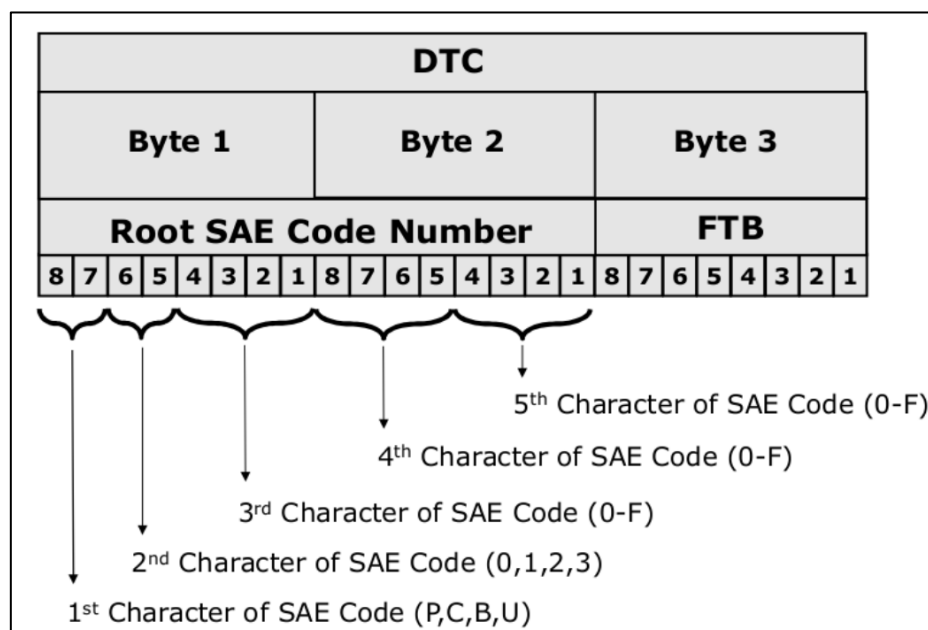 DTC
Byte 1 Byte 2 Byte 3
Root SAE Code Number FTB
8 7 6 5 4 3 2 1 8 7 6 5 4 3 2 1 8 7 6 5 4 3 2 1
5th Character of SAE Code (0-F)
4th Character of SAE Code (0-F)
3rd Character of SAE Code (0-F)
2nd Character of SAE Code (0,1,2,3)
1st Character of SAE Code (P,C,B,U)